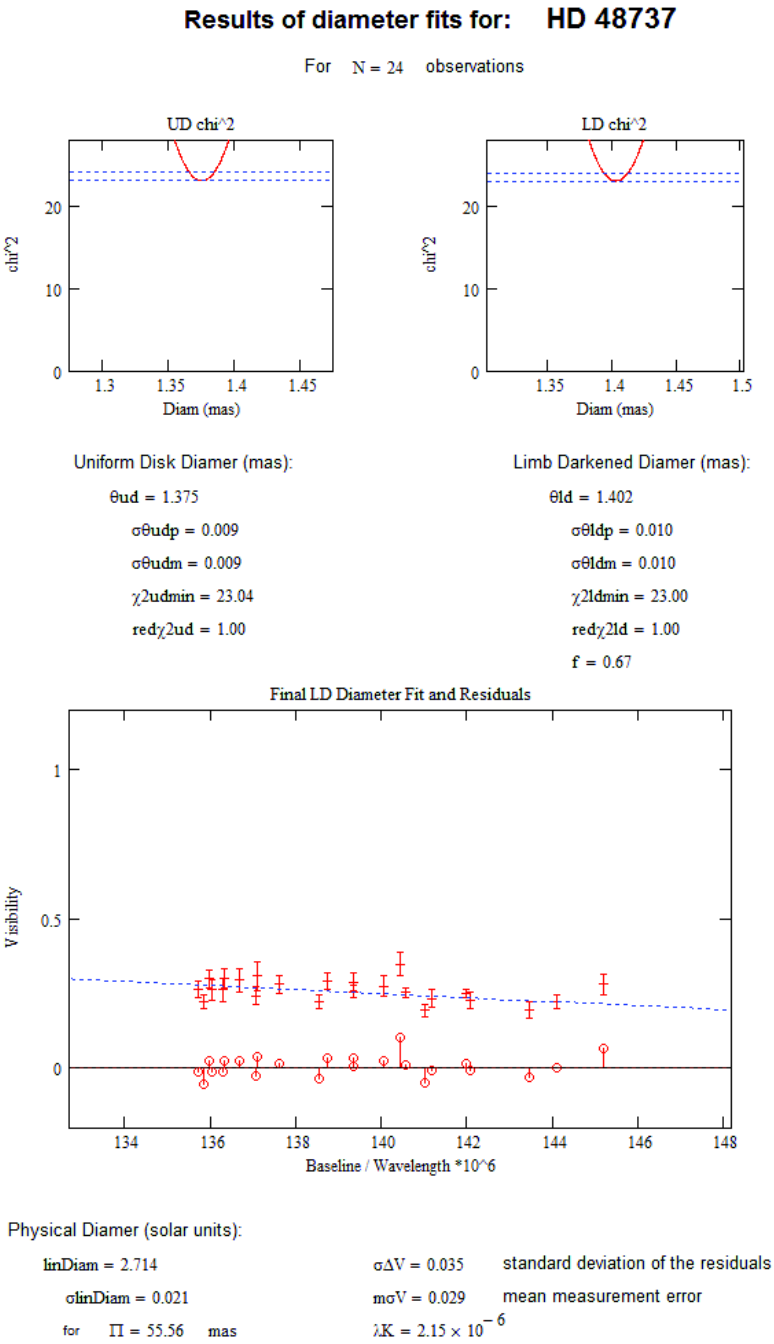 Results of diameter fits for: HD 48737
For N = 24 observations
UD chi^2
LD chi^2
20
10
0
chi^2
1.3 1.35 1.4 1.45
Diam (mas)
20
10
0
chi^2
1.35 1.4 1.45 1.5
Diam (mas)
Uniform Disk Diamer (mas):
θud = 1.375
σθudp = 0.009
σθudm = 0.009
χ2udmin = 23.04
redχ2ud = 1.00
Limb Darkened Diamer (mas):
θld = 1.402
σθldp = 0.010
σθldm = 0.010
χ2ldmin = 23.00
redχ2ld = 1.00
f = 0.67
Final LD Diameter Fit and Residuals
1
0.5
0
Visibility
134 136 138 140 142 144 146 148
Baseline / Wavelength *10^6
Physical Diamer (solar units):
linDiam = 2.714
σlinDiam = 0.021
for Π = 55.56 mas
σΔV = 0.035 standard deviation of the residuals
mσV = 0.029 mean measurement error
λK = 2.15 × 10⁻⁶